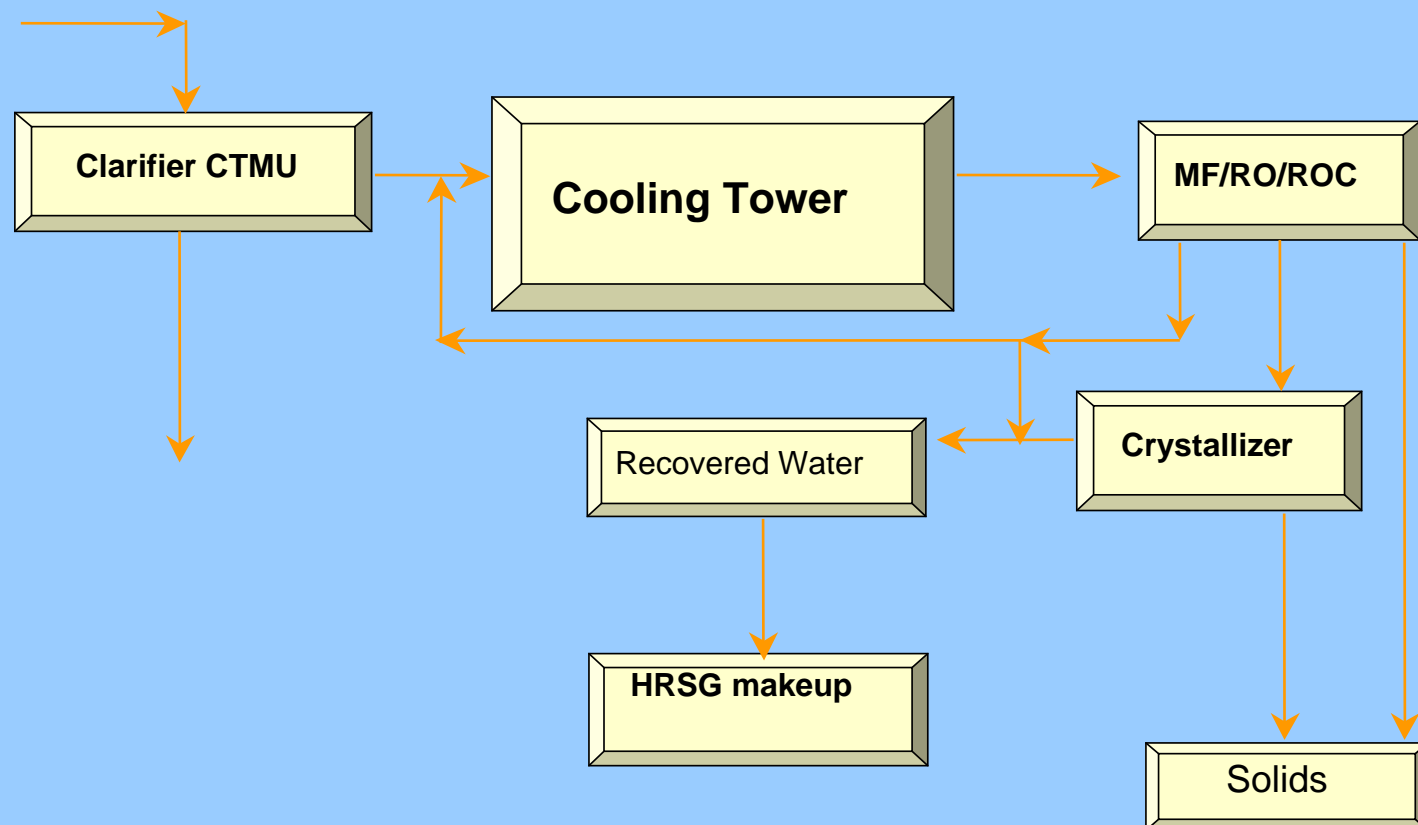 Clarifier CTMU
Cooling Tower
MF/RO/ROC
Recovered Water
Crystallizer
HRSG makeup
Solids